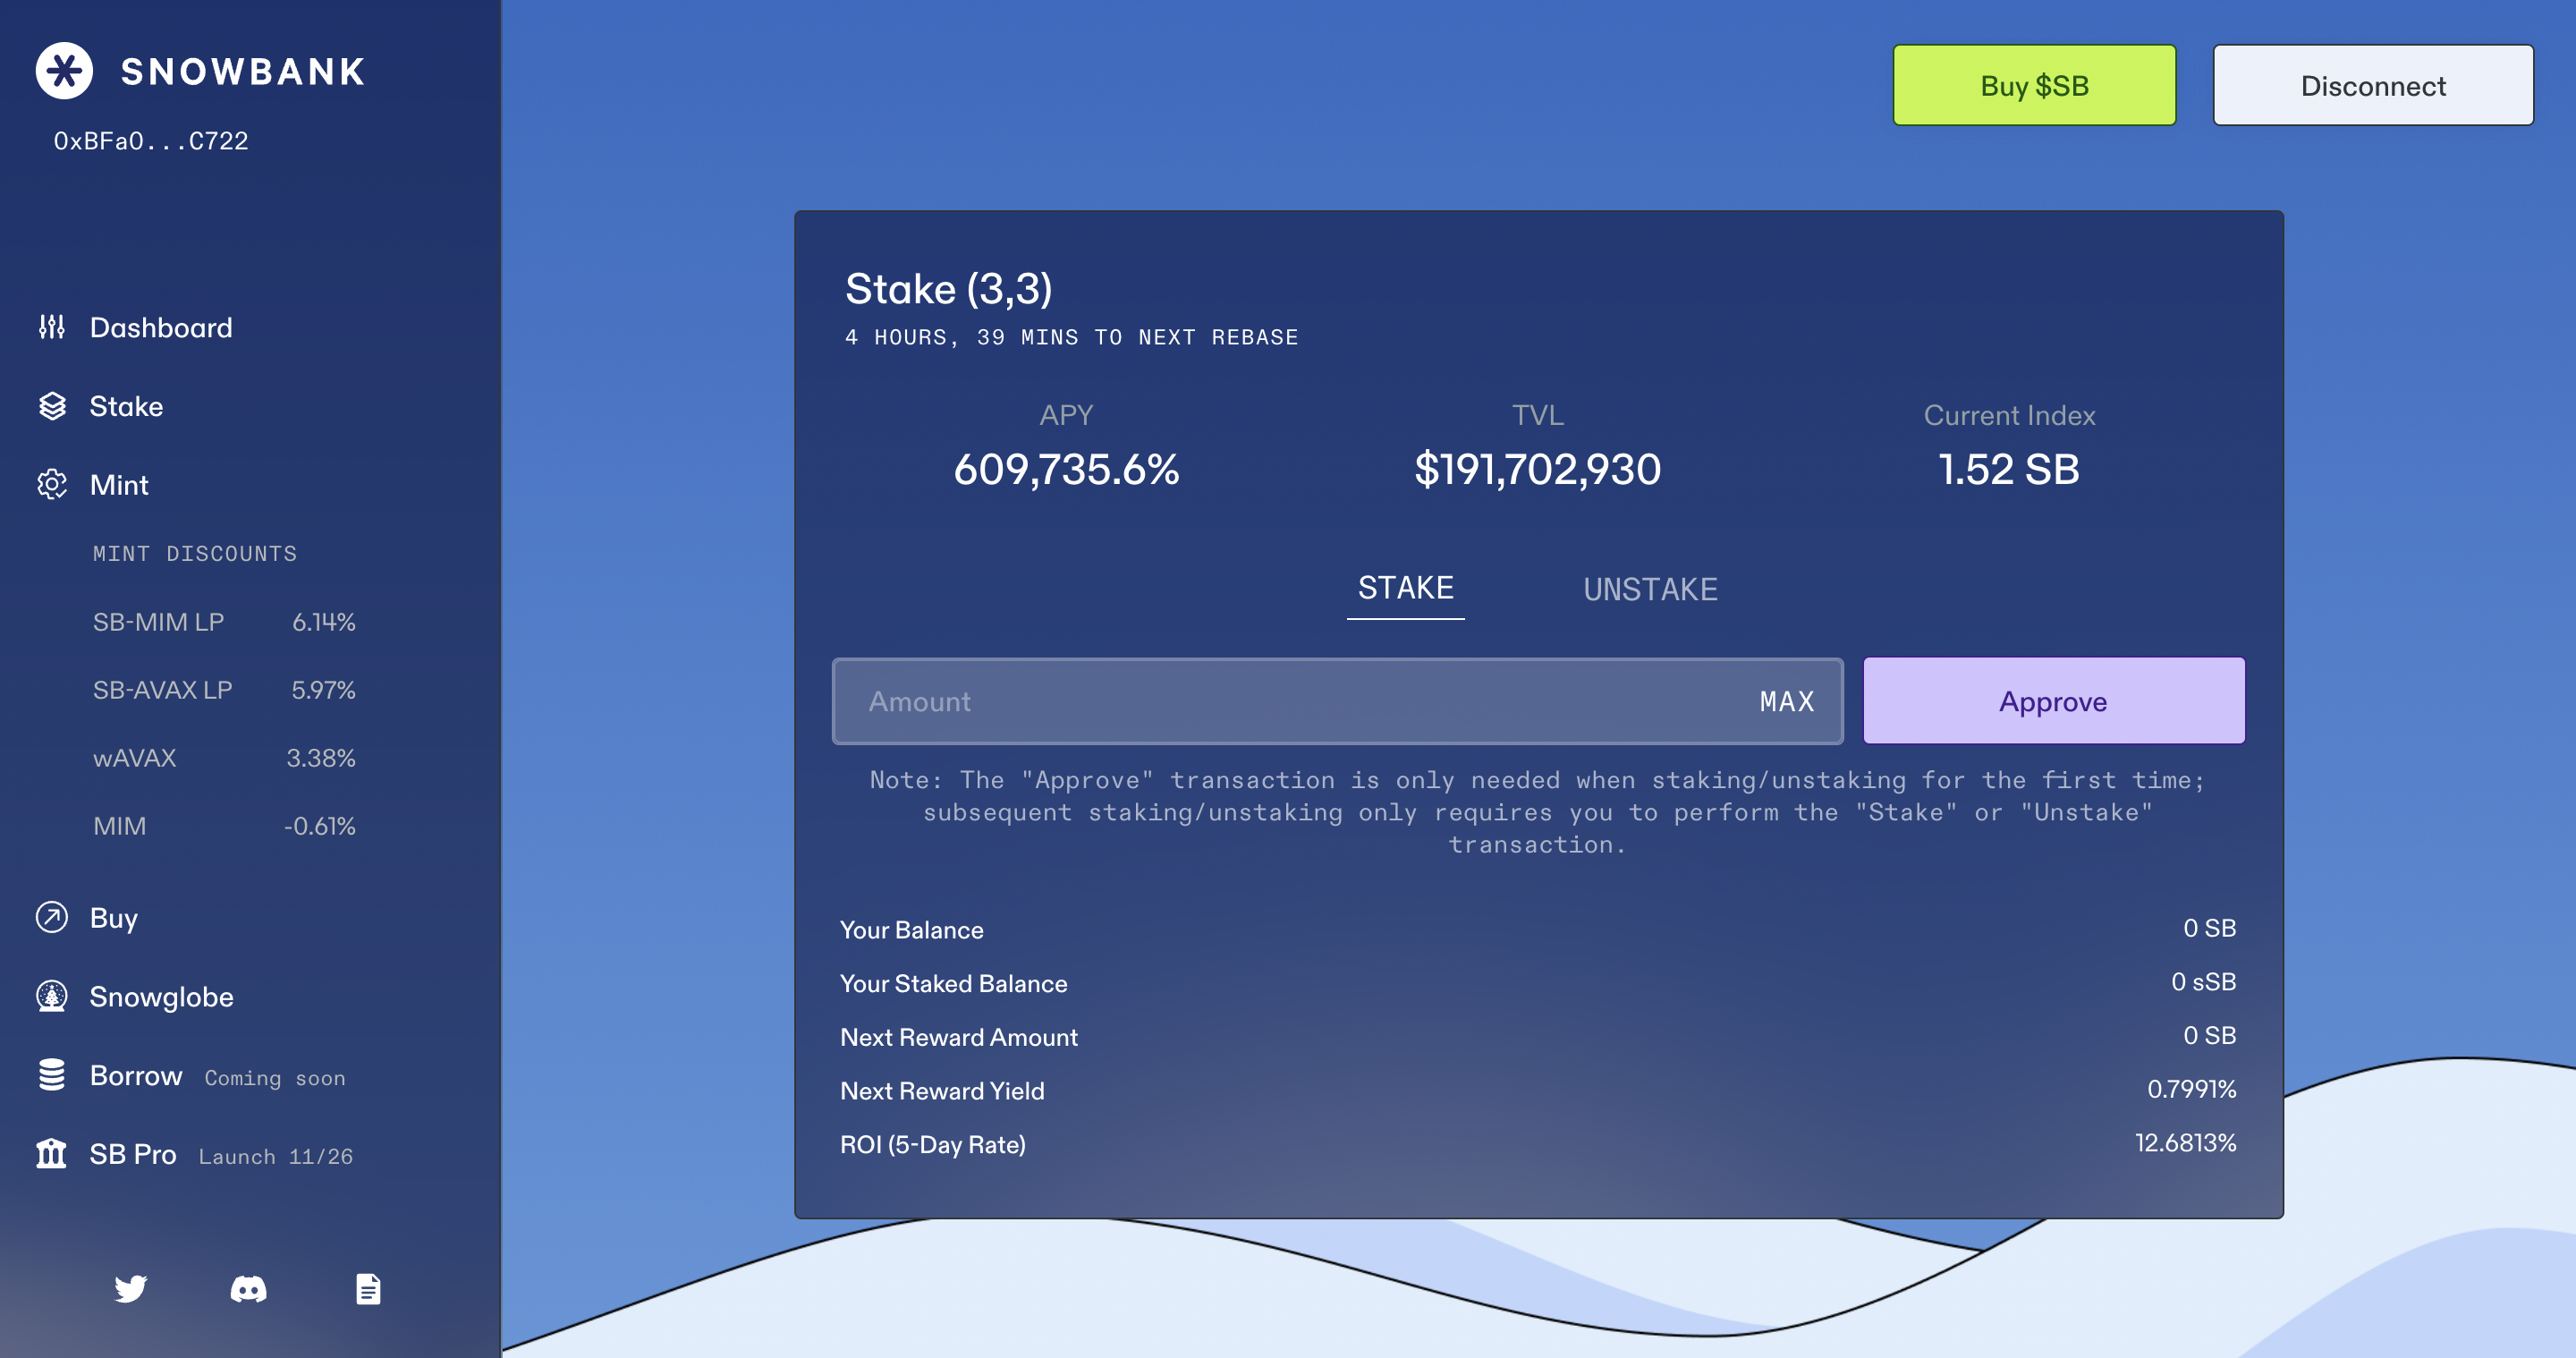 SNOWBANK
0xBFa0...C722
Dashboard
Stake
Mint
MINT DISCOUNTS
SB-MIM LP 6.14%
SB-AVAX LP 5.97%
wAVAX 3.38%
MIM -0.61%
Buy
Snowglobe
Borrow Coming soon
SB Pro Launch 11/26
Buy $SB Disconnect
Stake (3,3)
4 HOURS, 39 MINS TO NEXT REBASE
APY TVL Current Index
609,735.6% $191,702,930 1.52 SB
STAKE UNSTAKE
Amount MAX Approve
Note: The "Approve" transaction is only needed when staking/unstaking for the first time;
subsequent staking/unstaking only requires you to perform the "Stake" or "Unstake"
transaction.
Your Balance 0 SB
Your Staked Balance 0 sSB
Next Reward Amount 0 SB
Next Reward Yield 0.7991%
ROI (5-Day Rate) 12.6813%